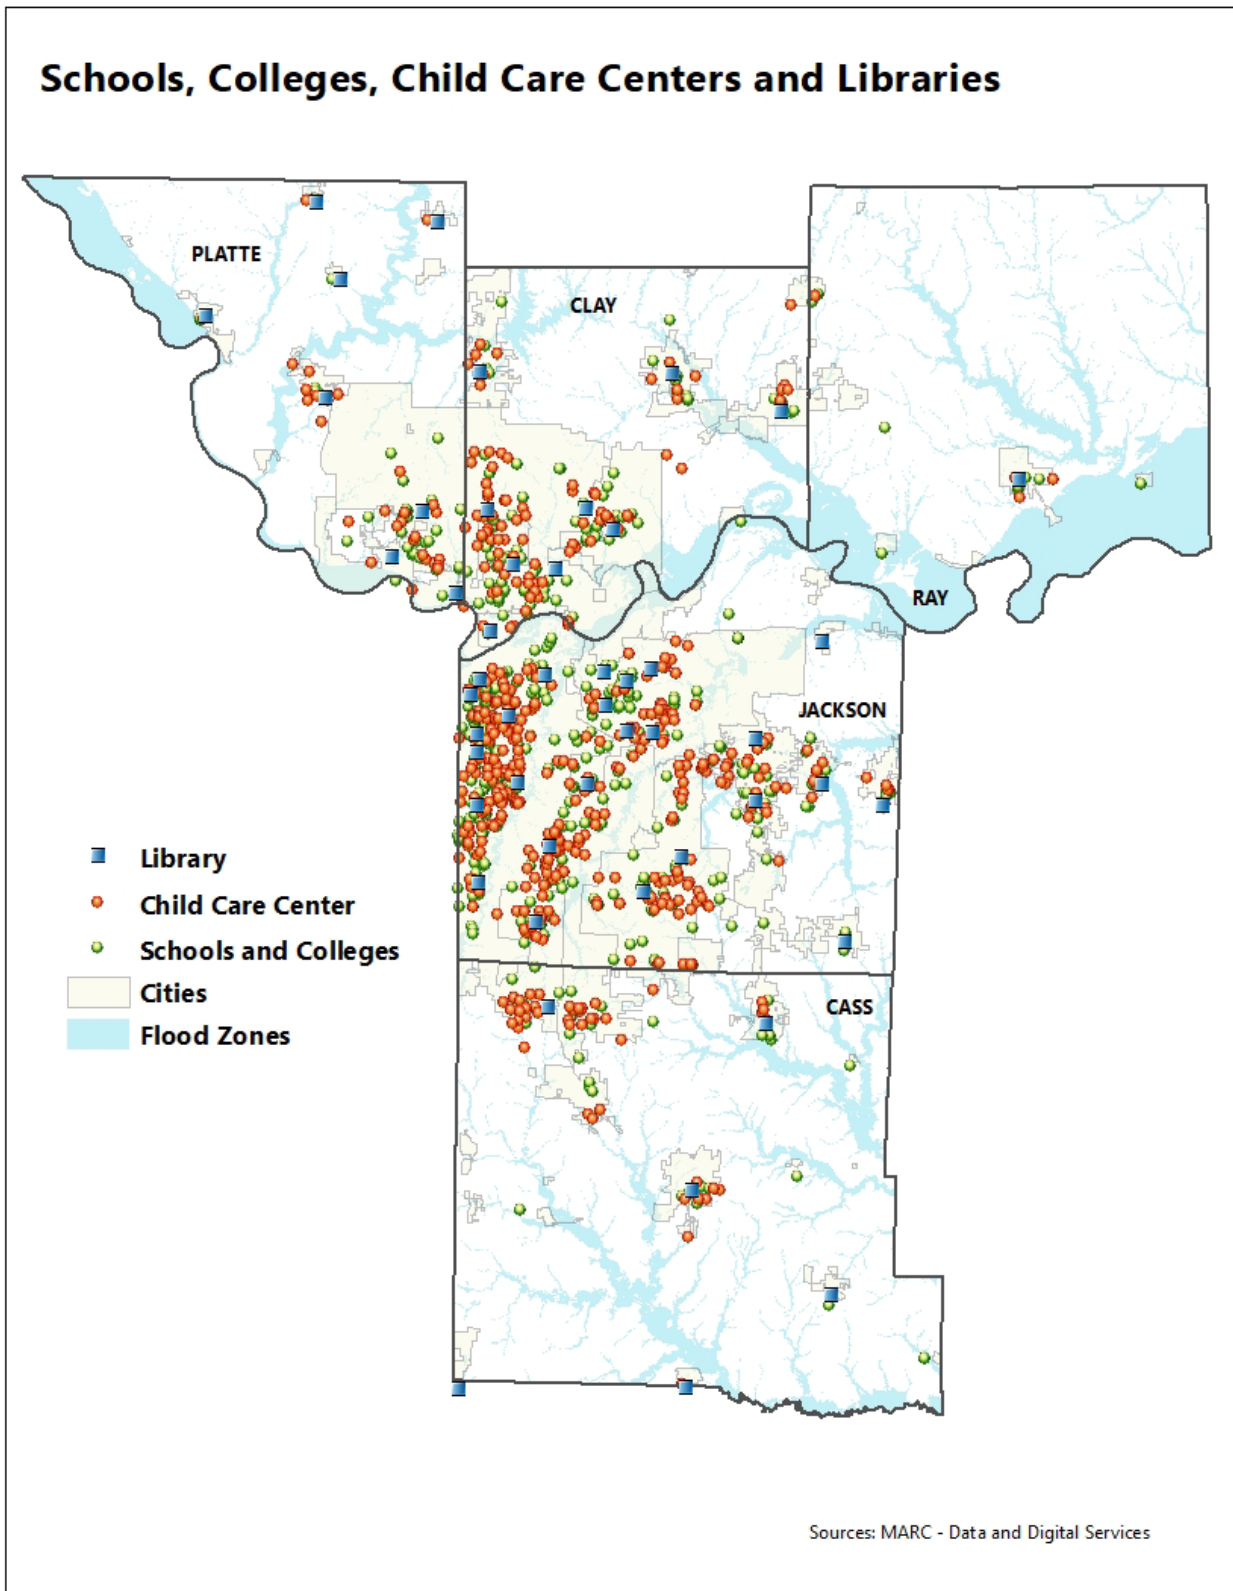 Schools, Colleges, Child Care Centers and Libraries
PLATTE
CLAY
RAY
JACKSON
Library
Child Care Center
Schools and Colleges
Cities
Flood Zones
CASS
Sources: MARC - Data and Digital Services